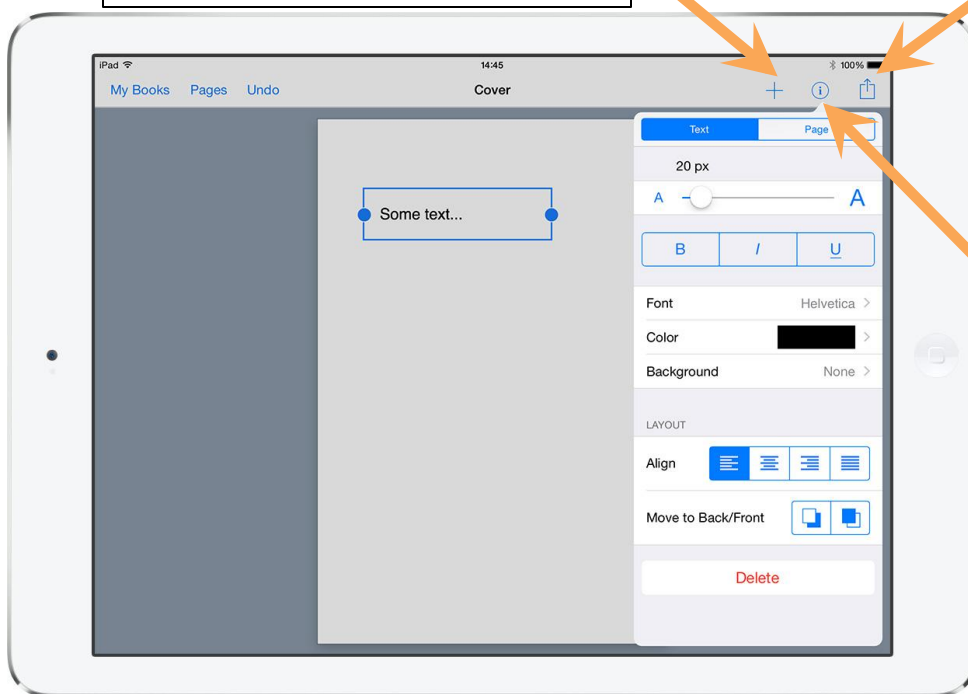 iPad 14:45 100%
My Books Pages Undo Cover
Text Page
20 px
A A
B I U
Some text...
Font Helvetica
Color
Background None
LAYOUT
Align
Move to Back/Front
Delete